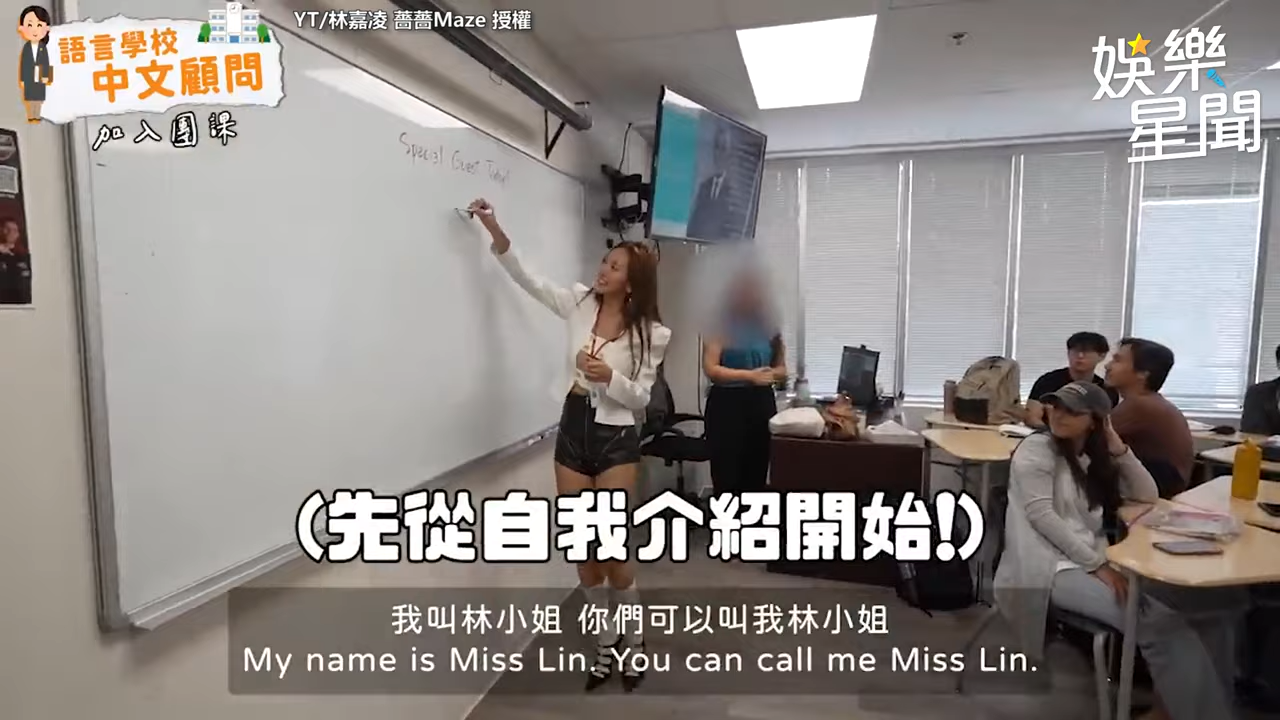 YT/林嘉凌 薔薔Maze 授權
語言學校
中文顧問
加入團課
娛樂
星聞
Special Guest
(先從自我介紹開始!)
我叫林小姐 你們可以叫我林小姐
My name is Miss Lin. You can call me Miss Lin.